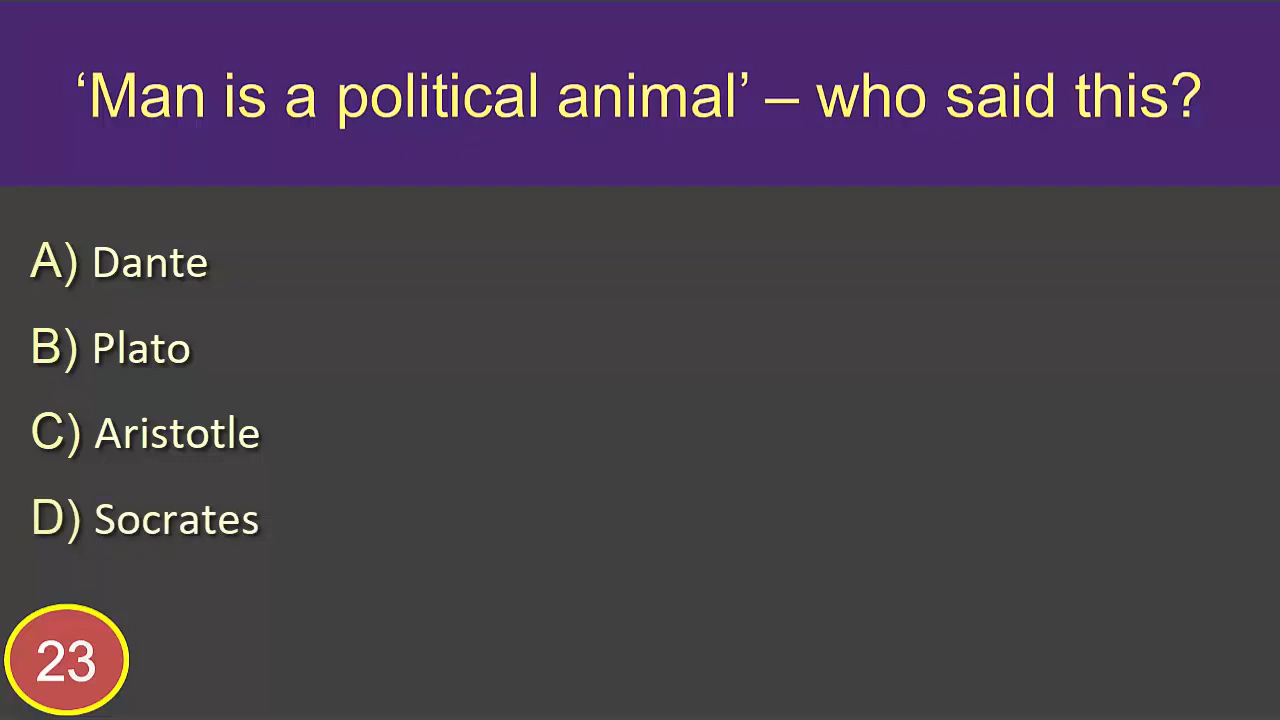 ‘Man is a political animal’ – who said this?
A) Dante
B) Plato
C) Aristotle
D) Socrates
23